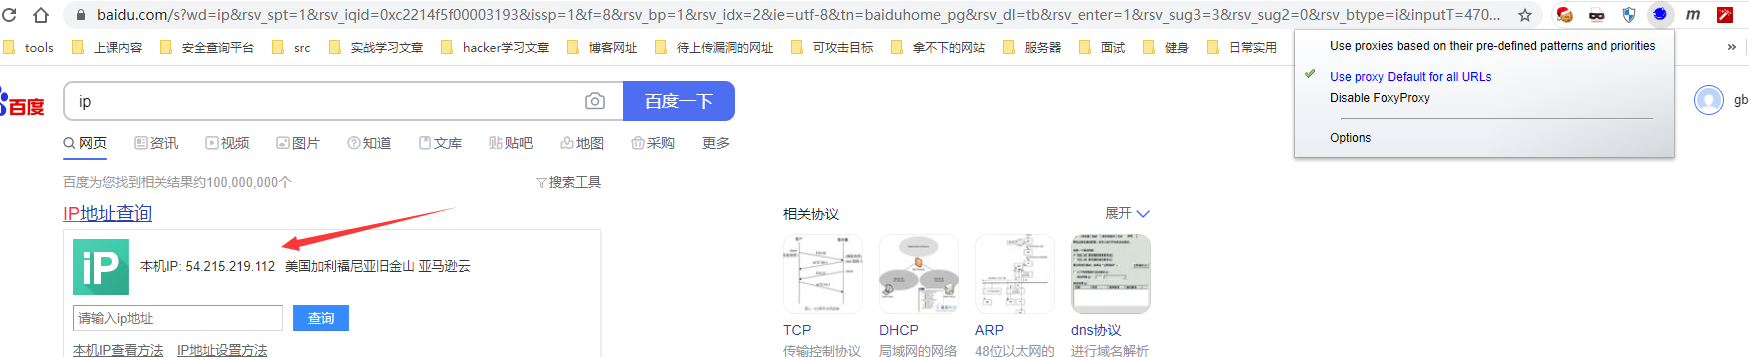 baidu.com/s?wd=ip&rsv_spt=1&rsv_iqid=0xc2214f5f00003193&issp=1&f=8&rsv_bp=1&rsv_idx=2&ie=utf-8&tn=baiduhome_pg&rsv_dl=tb&rsv_enter=1&rsv_sug3=3&rsv_sug2=0&rsv_btype=i&inputT=470...
m
tools 上课内容 安全查询平台 src 实战学习文章 hacker学习文章 博客网址 待上传漏洞的网址 可攻击目标 拿不下的网站 服务器 面试 健身 日常实用 »
Use proxies based on their pre-defined patterns and priorities
Use proxy Default for all URLs
Disable FoxyProxy
Options
百度 ip 百度一下 gb
网页 资讯 视频 图片 知道 文库 贴吧 地图 采购 更多
百度为您找到相关结果约100,000,000个 搜索工具
IP地址查询
iP 本机IP: 54.215.219.112 美国加利福尼亚旧金山 亚马逊云
请输入ip地址 查询
本机IP查看方法 IP地址设置方法
相关协议 展开
TCP DHCP ARP dns协议
传输控制协议 局域网的网络 48位以太网的 进行域名解析